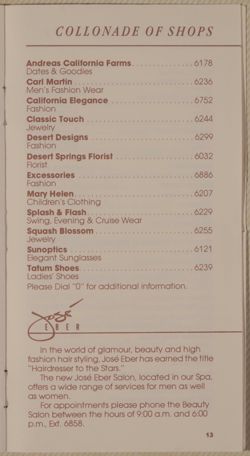 COLLONADE OF SHOPS
Andreas California Farms. . . . . . . . . . . . . . . .6178
Dates & Goodies
Carl Martin. . . . . . . . . . . . . . . . . . . . . . . . . . . .6236
Men's Fashion Wear
California Elegance . . . . . . . . . . . . . . . . . . . .6752
Fashion
Classic Touch . . . . . . . . . . . . . . . . . . . . . . . . .6244
Jewelry
Desert Designs. . . . . . . . . . . . . . . . . . . . . . . . .6299
Fashion
Desert Springs Florist. . . . . . . . . . . . . . . . . . .6032
Florist
Excessories. . . . . . . . . . . . . . . . . . . . . . . . . . . .6886
Fashion
Mary Helen. . . . . . . . . . . . . . . . . . . . . . . . . . . .6207
Children's Clothing
Splash & Flash. . . . . . . . . . . . . . . . . . . . . . . . .6229
Swing, Evening & Cruise Wear
Squash Blossom. . . . . . . . . . . . . . . . . . . . . . . .6255
Jewelry
Sunoptics. . . . . . . . . . . . . . . . . . . . . . . . . . . . .6121
Elegant Sunglasses
Tatum Shoes. . . . . . . . . . . . . . . . . . . . . . . . . . .6239
Ladies' Shoes
Please Dial "0" for additional information.
JOSÉ
EBER
In the world of glamour, beauty and high
fashion hair styling, José Eber has earned the title
"Hairdresser to the Stars."
The new José Eber Salon, located in our Spa,
offers a wide range of services for men as well
as women.
For appointments please phone the Beauty
Salon between the hours of 9:00 a.m. and 6:00
p.m., Ext. 6858.
13